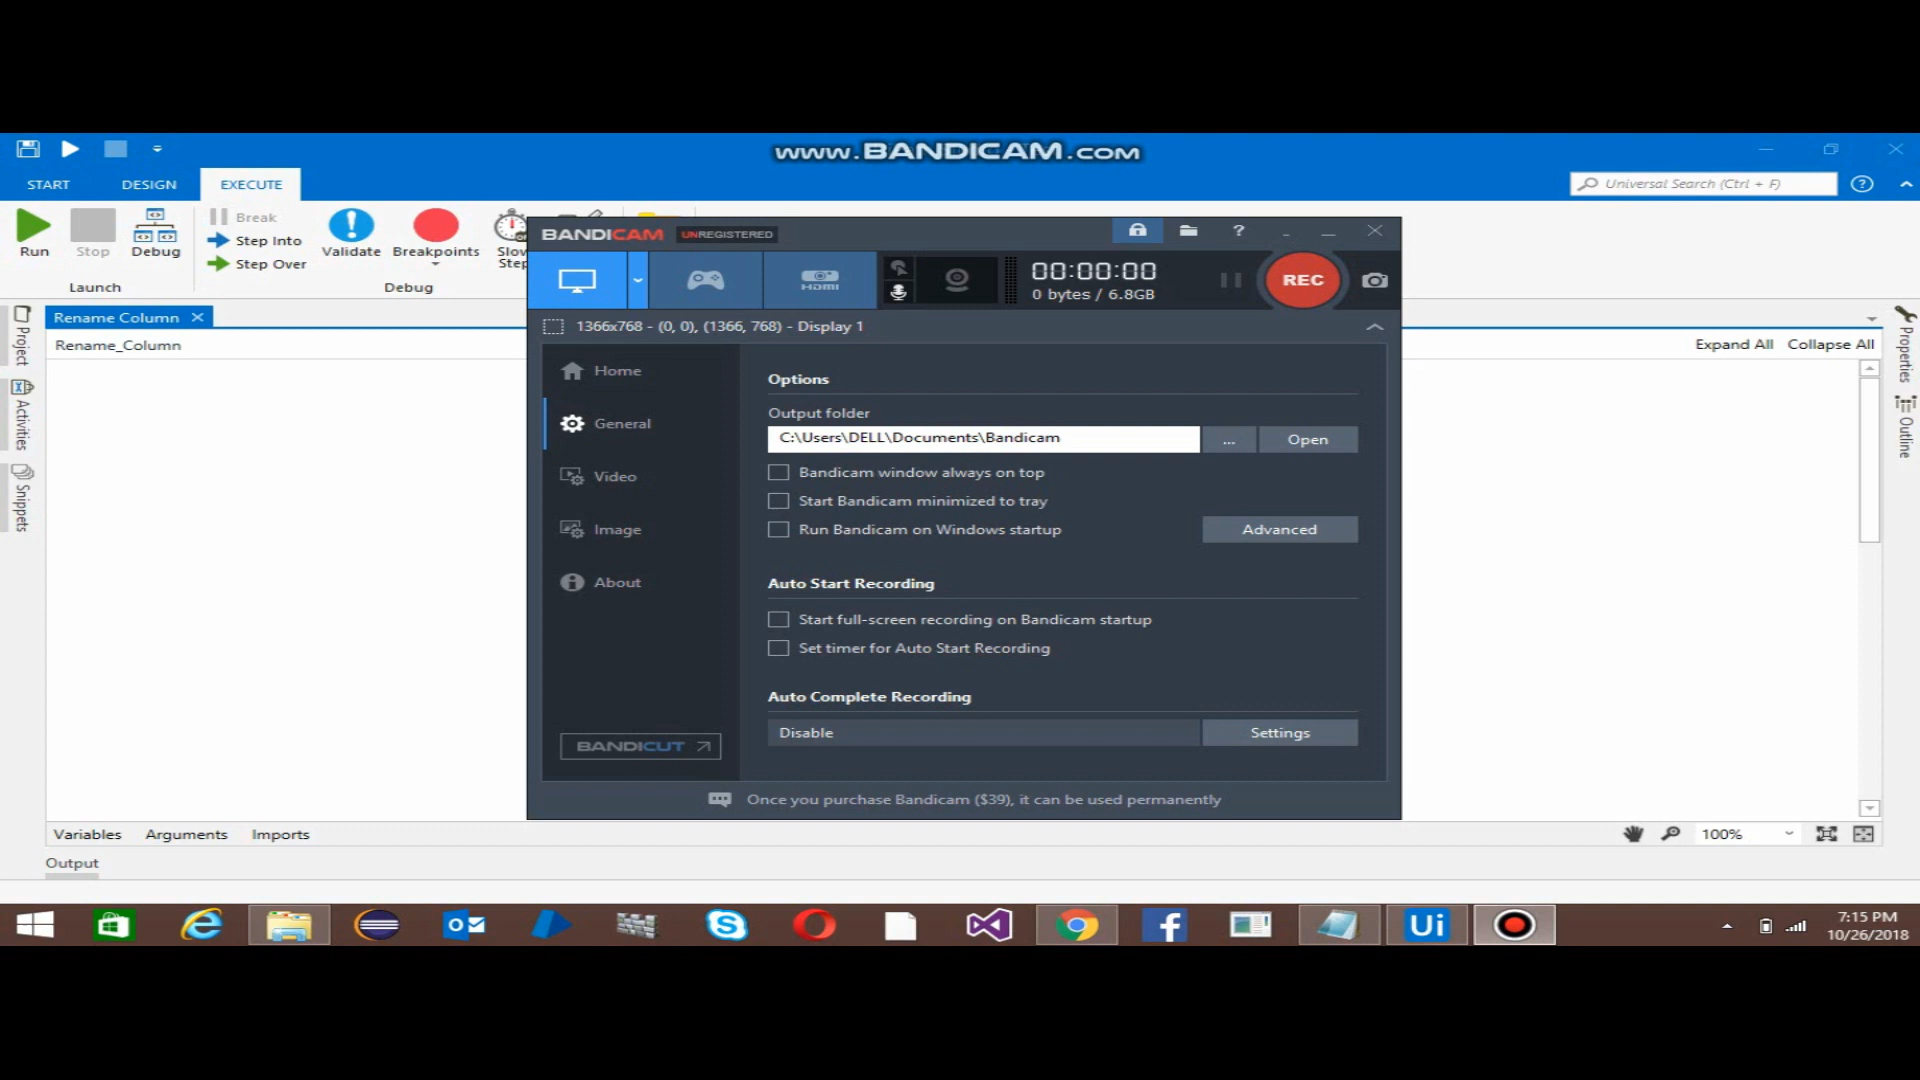 www.BANDICAM.com
START DESIGN EXECUTE
Universal Search (Ctrl + F)
Run Stop Debug
Break
Step Into
Step Over
Validate Breakpoints Slow Step
Launch
Debug
BANDICAM UNREGISTERED
HDMI
00:00:00
0 bytes / 6.8GB
REC
1366x768 - (0, 0), (1366, 768) - Display 1
Rename Column
Rename_Column
Expand All Collapse All
Project
Activities
Snippets
Properties
Outline
Home
General
Video
Image
About
BANDICUT
Options
Output folder
C:\Users\DELL\Documents\Bandicam
... Open
Bandicam window always on top
Start Bandicam minimized to tray
Run Bandicam on Windows startup
Advanced
Auto Start Recording
Start full-screen recording on Bandicam startup
Set timer for Auto Start Recording
Auto Complete Recording
Disable Settings
Once you purchase Bandicam ($39), it can be used permanently
Variables Arguments Imports
100%
Output
Ui
7:15 PM
10/26/2018